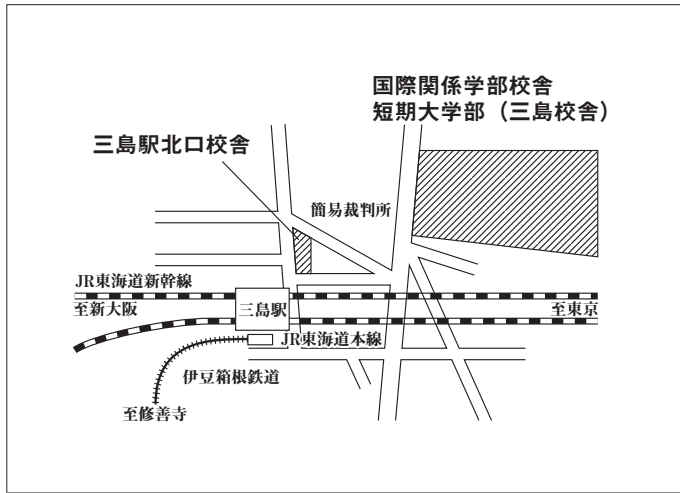 国際関係学部校舎
短期大学部（三島校舎）
三島駅北口校舎
簡易裁判所
JR東海道新幹線
至新大阪
三島駅
至東京
JR東海道本線
伊豆箱根鉄道
至修善寺